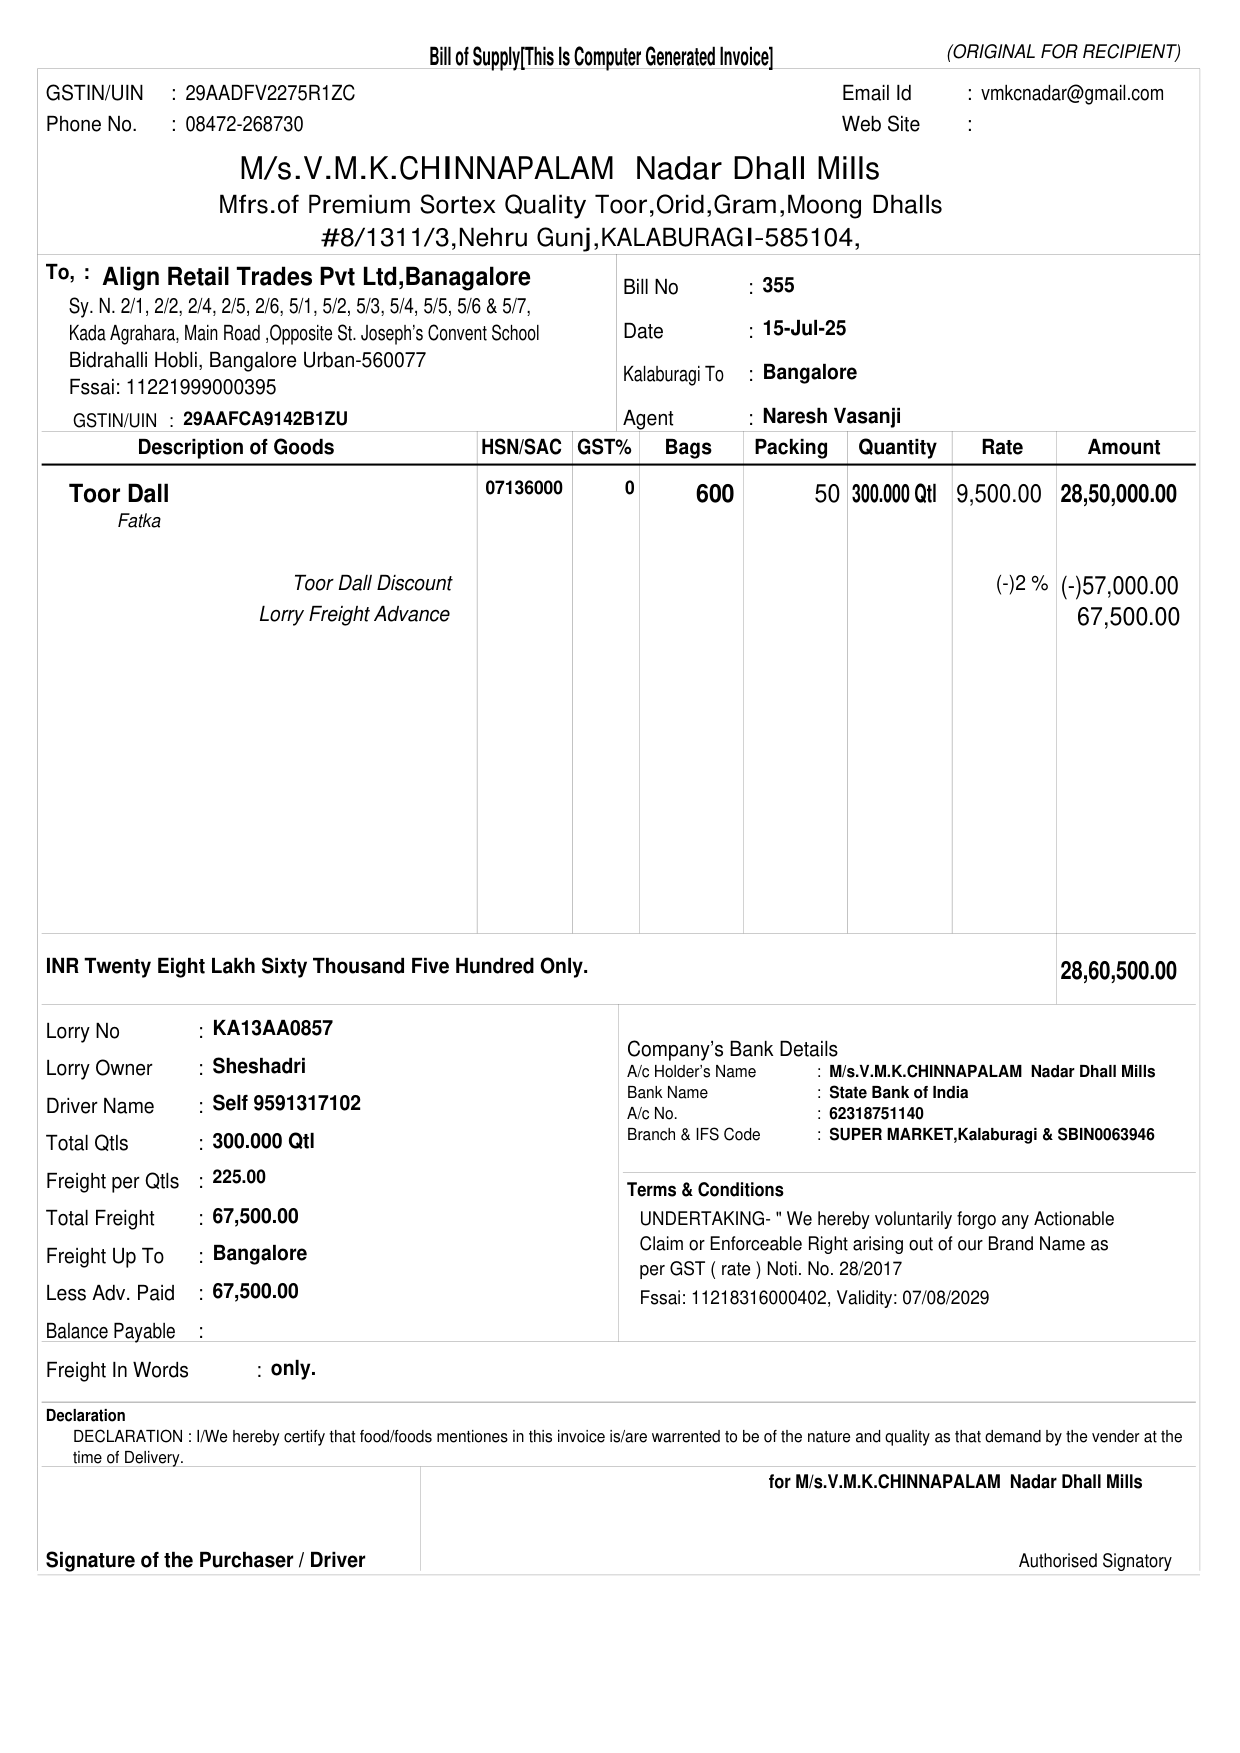 Bill of Supply[This Is Computer Generated Invoice]
(ORIGINAL FOR RECIPIENT)
GSTIN/UIN : 29AADFV2275R1ZC Email Id : vmkcnadar@gmail.com
Phone No. : 08472-268730 Web Site :
M/s.V.M.K.CHINNAPALAM Nadar Dhall Mills
Mfrs.of Premium Sortex Quality Toor,Orid,Gram,Moong Dhalls
#8/1311/3,Nehru Gunj,KALABURAGI-585104,
To, : Align Retail Trades Pvt Ltd,Banagalore
Sy. N. 2/1, 2/2, 2/4, 2/5, 2/6, 5/1, 5/2, 5/3, 5/4, 5/5, 5/6 & 5/7,
Kada Agrahara, Main Road ,Opposite St. Joseph's Convent School
Bidrahalli Hobli, Bangalore Urban-560077
Fssai: 11221999000395
GSTIN/UIN : 29AAFCA9142B1ZU
Bill No : 355
Date : 15-Jul-25
Kalaburagi To : Bangalore
Agent : Naresh Vasanji
Description of Goods HSN/SAC GST% Bags Packing Quantity Rate Amount
Toor Dall 07136000 0 600 50 300.000 Qtl 9,500.00 28,50,000.00
Fatka
Toor Dall Discount (-)2 % (-)57,000.00
Lorry Freight Advance 67,500.00
INR Twenty Eight Lakh Sixty Thousand Five Hundred Only. 28,60,500.00
Lorry No : KA13AA0857
Lorry Owner : Sheshadri
Driver Name : Self 9591317102
Total Qtls : 300.000 Qtl
Freight per Qtls : 225.00
Total Freight : 67,500.00
Freight Up To : Bangalore
Less Adv. Paid : 67,500.00
Balance Payable :
Company's Bank Details
A/c Holder's Name : M/s.V.M.K.CHINNAPALAM Nadar Dhall Mills
Bank Name : State Bank of India
A/c No. : 62318751140
Branch & IFS Code : SUPER MARKET,Kalaburagi & SBIN0063946
Terms & Conditions
UNDERTAKING- " We hereby voluntarily forgo any Actionable
Claim or Enforceable Right arising out of our Brand Name as
per GST ( rate ) Noti. No. 28/2017
Fssai: 11218316000402, Validity: 07/08/2029
Freight In Words : only.
Declaration
DECLARATION : I/We hereby certify that food/foods mentiones in this invoice is/are warrented to be of the nature and quality as that demand by the vender at the
time of Delivery.
for M/s.V.M.K.CHINNAPALAM Nadar Dhall Mills
Signature of the Purchaser / Driver
Authorised Signatory